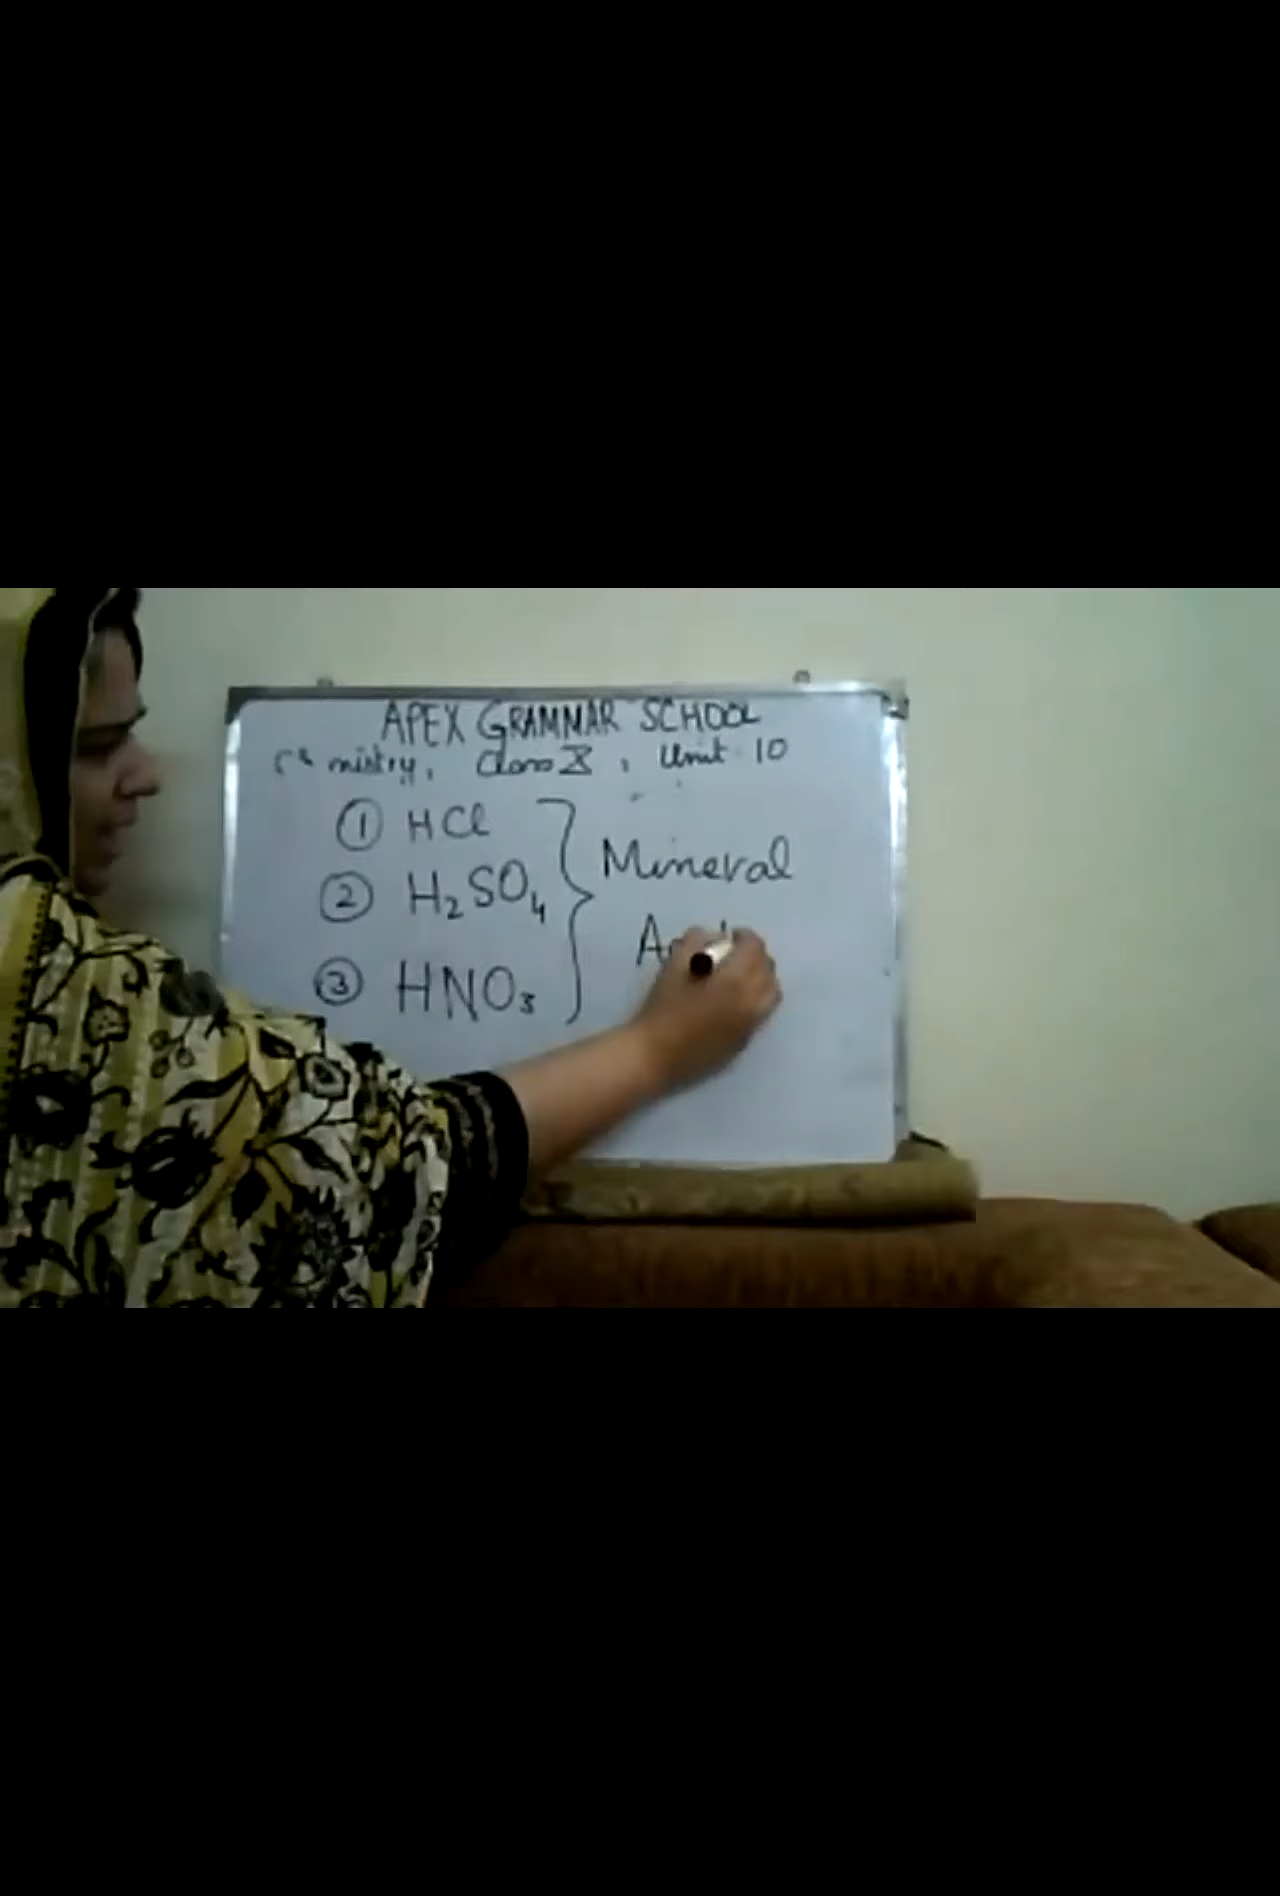 APEX GRAMMAR SCHOOL
Class X, Unit 10
① HCl
② H₂SO₄
③ HNO₃
Mineral